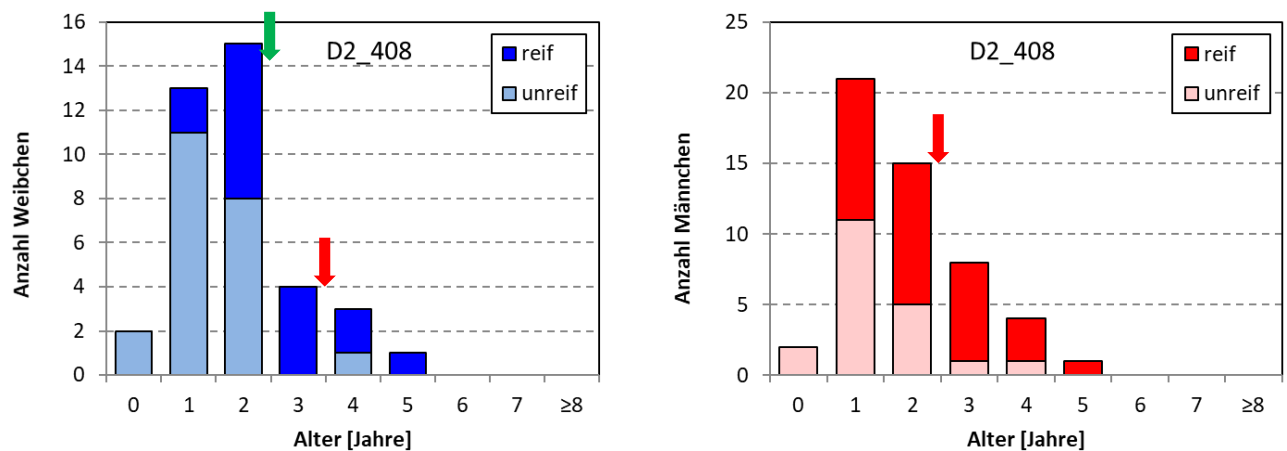 16
14
12
10
8
6
4
2
0
Anzahl Weibchen
D2_408
reif
unreif
0 1 2 3 4 5 6 7 ≥8
Alter [Jahre]
25
20
15
10
5
0
Anzahl Männchen
D2_408
reif
unreif
0 1 2 3 4 5 6 7 ≥8
Alter [Jahre]